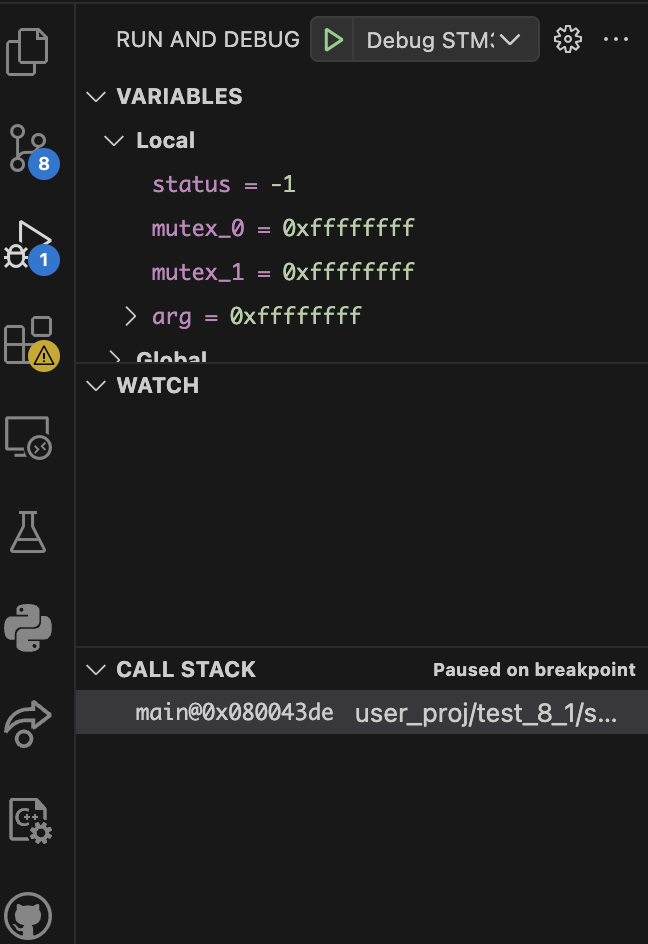 RUN AND DEBUG Debug STM3
VARIABLES
Local
status = -1
8
mutex_0 = 0xffffffff
1
mutex_1 = 0xffffffff
arg = 0xffffffff
Global
WATCH
CALL STACK Paused on breakpoint
main@0x080043de user_proj/test_8_1/s...
C++